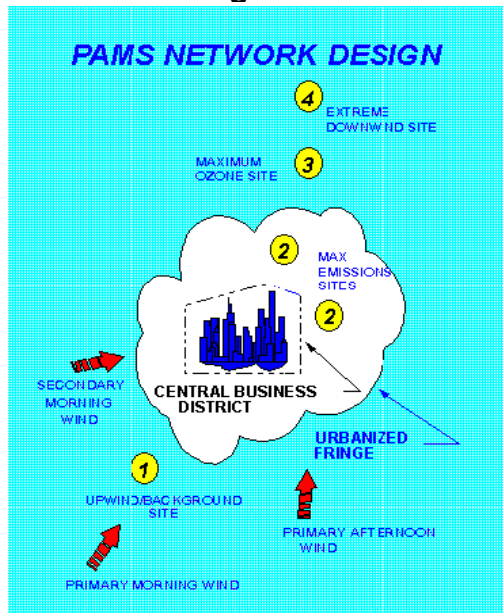 PAMS NETWORK DESIGN
4
EXTREME
DOWNWIND SITE
MAXIMUM
OZONE SITE
3
2
MAX
EMISSIONS
SITES
2
SECONDARY
MORNING
WIND
CENTRAL BUSINESS
DISTRICT
URBANIZED
FRINGE
1
UPWIND/BACKGROUND
SITE
PRIMARY AFTERNOON
WIND
PRIMARY MORNING WIND